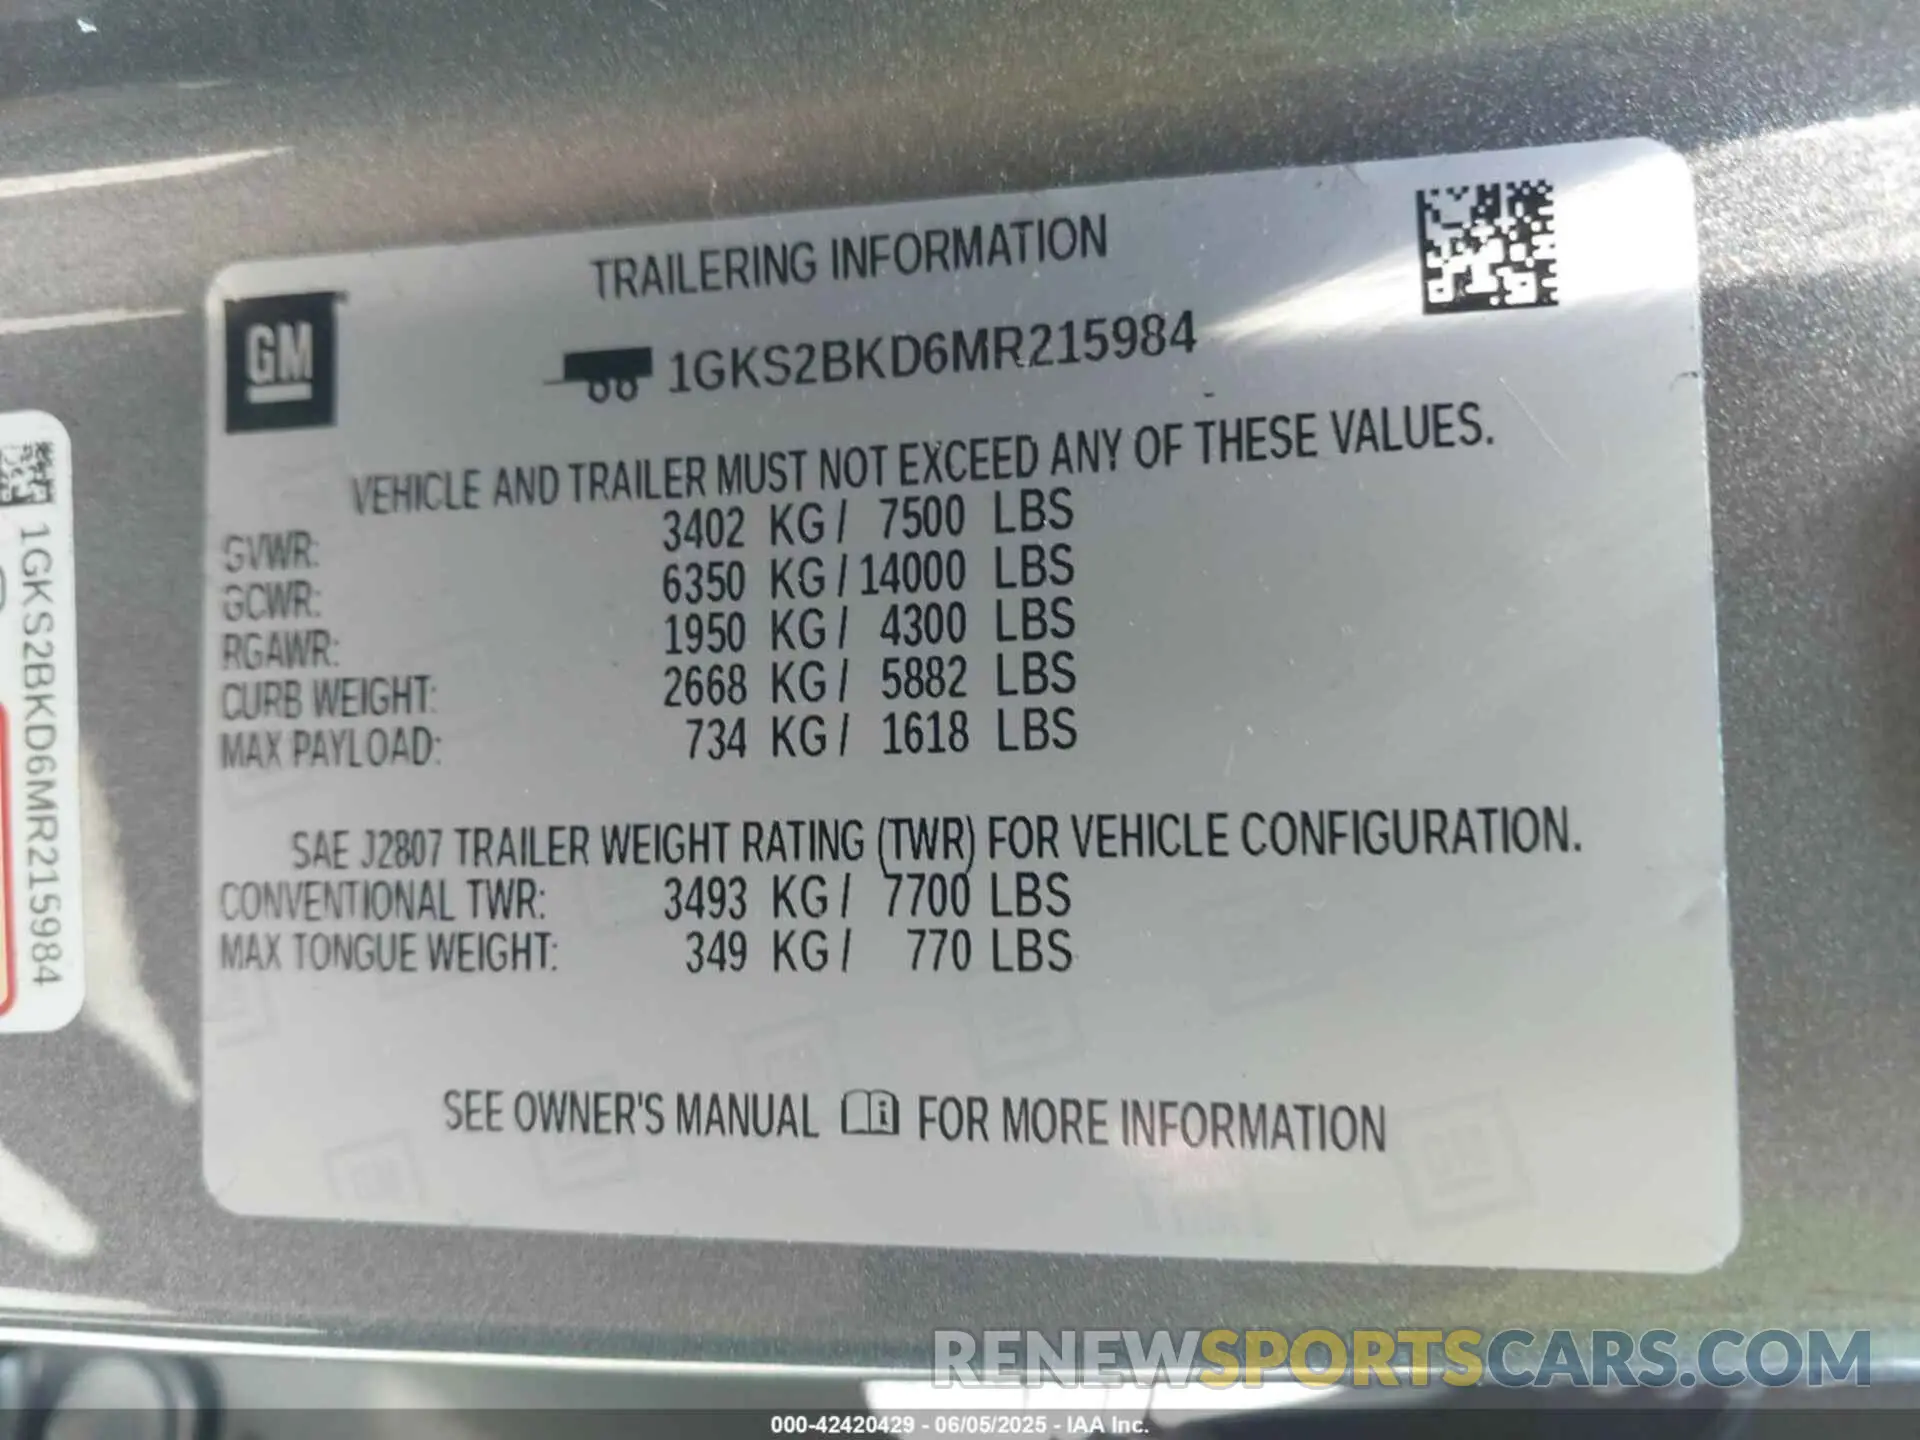 TRAILERING INFORMATION
GM
1GKS2BKD6MR215984
VEHICLE AND TRAILER MUST NOT EXCEED ANY OF THESE VALUES.
GVWR: 3402 KG / 7500 LBS
GCWR: 6350 KG / 14000 LBS
RGAWR: 1950 KG / 4300 LBS
CURB WEIGHT: 2668 KG / 5882 LBS
MAX PAYLOAD: 734 KG / 1618 LBS
SAE J2807 TRAILER WEIGHT RATING (TWR) FOR VEHICLE CONFIGURATION.
CONVENTIONAL TWR: 3493 KG / 7700 LBS
MAX TONGUE WEIGHT: 349 KG / 770 LBS
SEE OWNER'S MANUAL FOR MORE INFORMATION
1GKS2BKD6MR215984
RENEWSPORTSCARS.COM
000-42420429 - 06/05/2025 - IAA Inc.